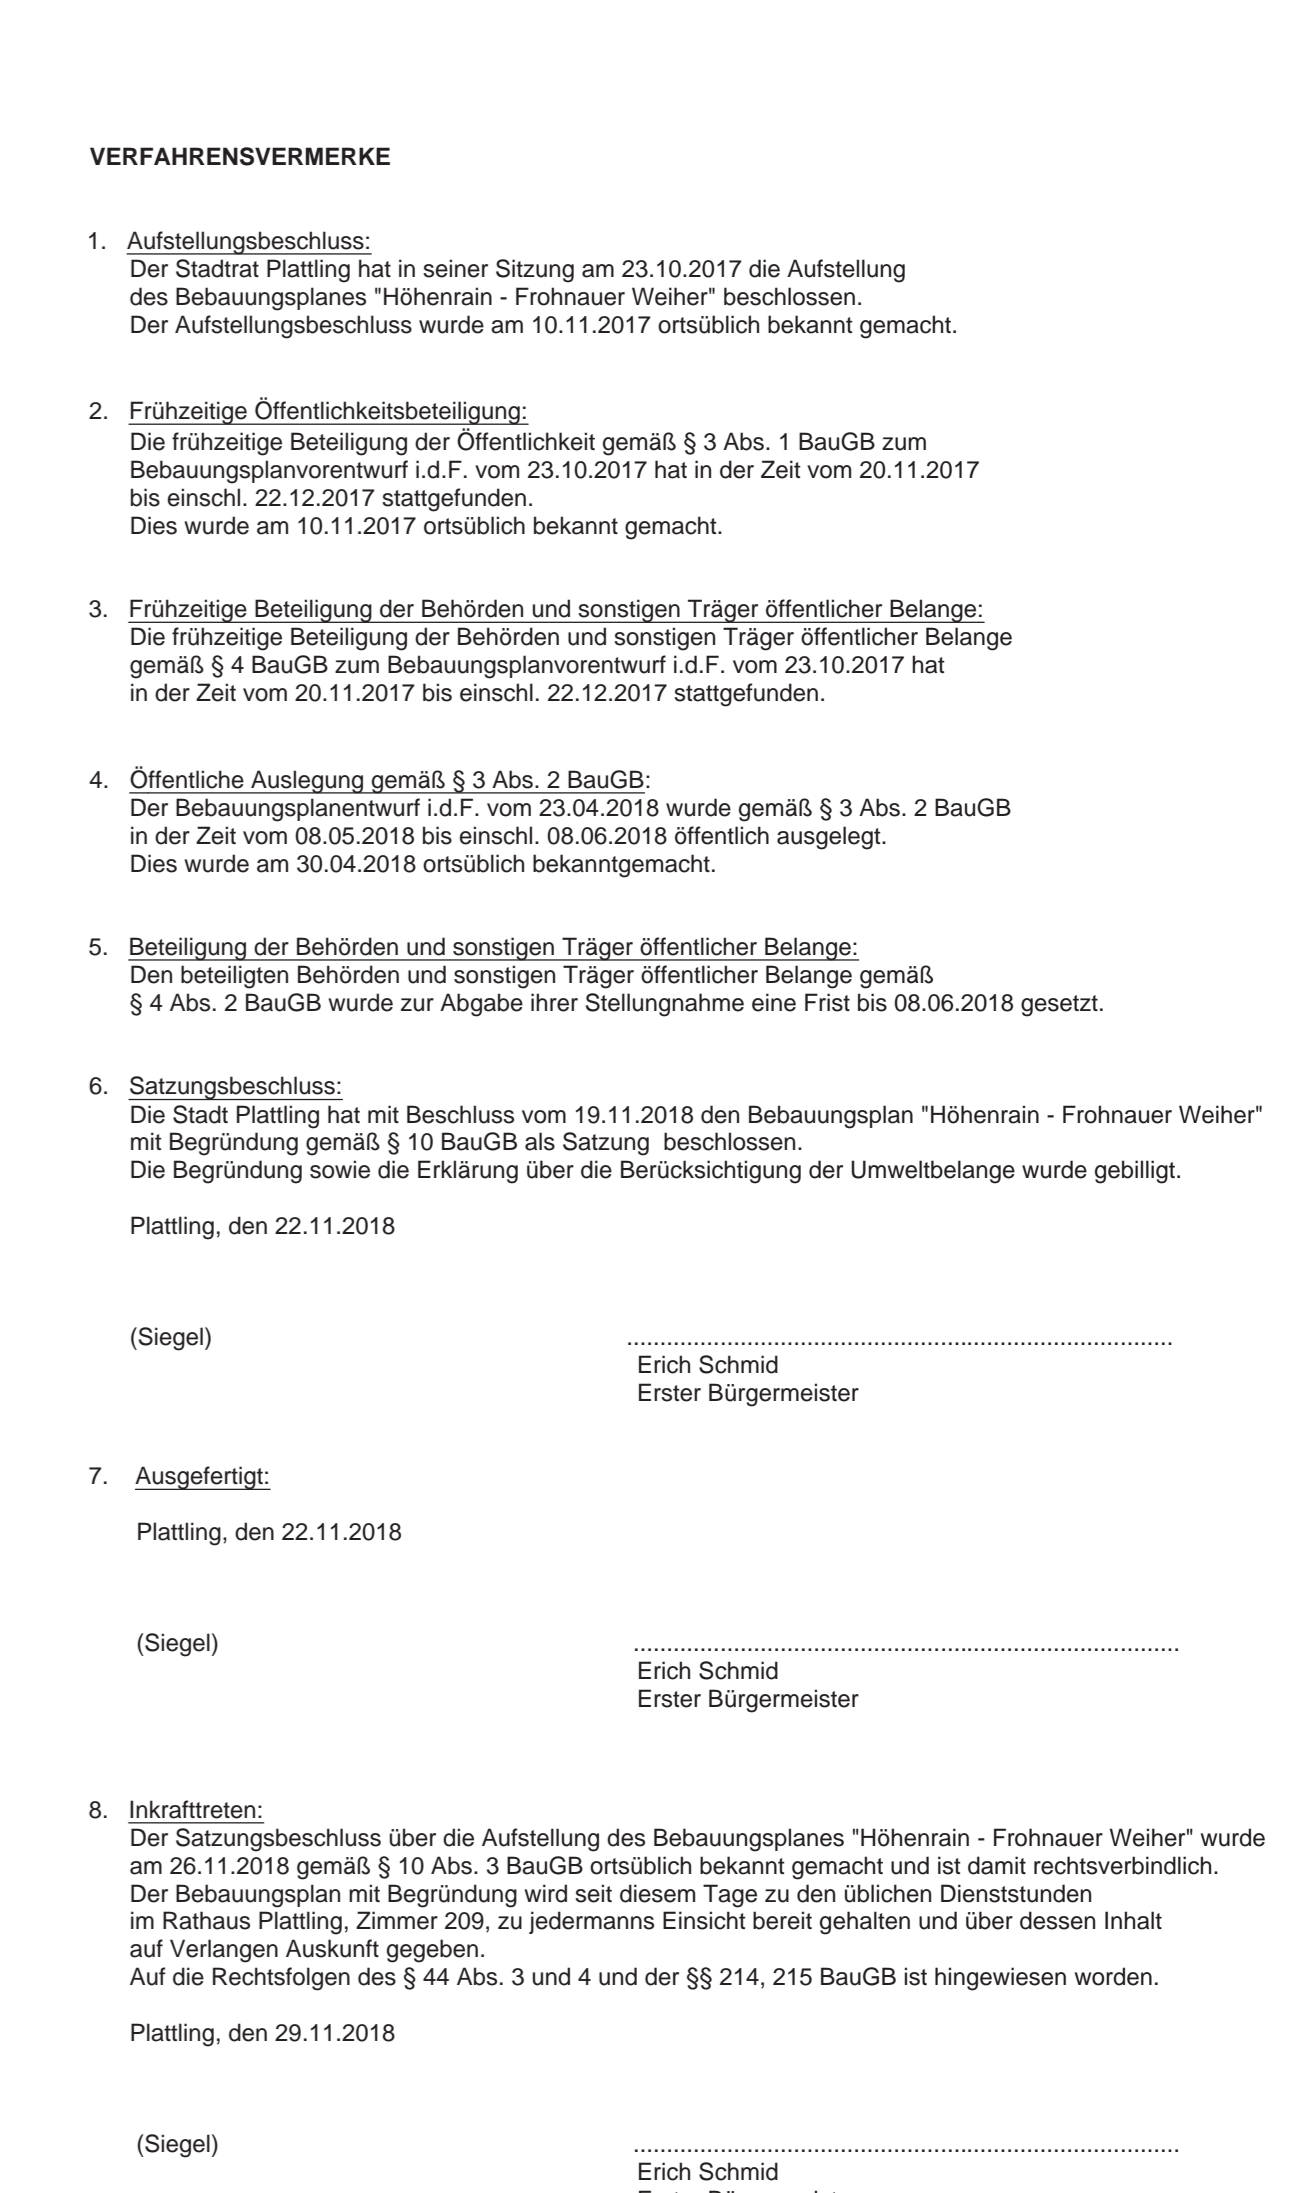 VERFAHRENSVERMERKE
1. Aufstellungsbeschluss:
Der Stadtrat Plattling hat in seiner Sitzung am 23.10.2017 die Aufstellung
des Bebauungsplanes "Höhenrain - Frohnauer Weiher" beschlossen.
Der Aufstellungsbeschluss wurde am 10.11.2017 ortsüblich bekannt gemacht.
2. Frühzeitige Öffentlichkeitsbeteiligung:
Die frühzeitige Beteiligung der Öffentlichkeit gemäß § 3 Abs. 1 BauGB zum
Bebauungsplanvorentwurf i.d.F. vom 23.10.2017 hat in der Zeit vom 20.11.2017
bis einschl. 22.12.2017 stattgefunden.
Dies wurde am 10.11.2017 ortsüblich bekannt gemacht.
3. Frühzeitige Beteiligung der Behörden und sonstigen Träger öffentlicher Belange:
Die frühzeitige Beteiligung der Behörden und sonstigen Träger öffentlicher Belange
gemäß § 4 BauGB zum Bebauungsplanvorentwurf i.d.F. vom 23.10.2017 hat
in der Zeit vom 20.11.2017 bis einschl. 22.12.2017 stattgefunden.
4. Öffentliche Auslegung gemäß § 3 Abs. 2 BauGB:
Der Bebauungsplanentwurf i.d.F. vom 23.04.2018 wurde gemäß § 3 Abs. 2 BauGB
in der Zeit vom 08.05.2018 bis einschl. 08.06.2018 öffentlich ausgelegt.
Dies wurde am 30.04.2018 ortsüblich bekanntgemacht.
5. Beteiligung der Behörden und sonstigen Träger öffentlicher Belange:
Den beteiligten Behörden und sonstigen Träger öffentlicher Belange gemäß
§ 4 Abs. 2 BauGB wurde zur Abgabe ihrer Stellungnahme eine Frist bis 08.06.2018 gesetzt.
6. Satzungsbeschluss:
Die Stadt Plattling hat mit Beschluss vom 19.11.2018 den Bebauungsplan "Höhenrain - Frohnauer Weiher"
mit Begründung gemäß § 10 BauGB als Satzung beschlossen.
Die Begründung sowie die Erklärung über die Berücksichtigung der Umweltbelange wurde gebilligt.
Plattling, den 22.11.2018
(Siegel) ..................................................................................
Erich Schmid
Erster Bürgermeister
7. Ausgefertigt:
Plattling, den 22.11.2018
(Siegel) ..................................................................................
Erich Schmid
Erster Bürgermeister
8. Inkrafttreten:
Der Satzungsbeschluss über die Aufstellung des Bebauungsplanes "Höhenrain - Frohnauer Weiher" wurde
am 26.11.2018 gemäß § 10 Abs. 3 BauGB ortsüblich bekannt gemacht und ist damit rechtsverbindlich.
Der Bebauungsplan mit Begründung wird seit diesem Tage zu den üblichen Dienststunden
im Rathaus Plattling, Zimmer 209, zu jedermanns Einsicht bereit gehalten und über dessen Inhalt
auf Verlangen Auskunft gegeben.
Auf die Rechtsfolgen des § 44 Abs. 3 und 4 und der §§ 214, 215 BauGB ist hingewiesen worden.
Plattling, den 29.11.2018
(Siegel) ..................................................................................
Erich Schmid